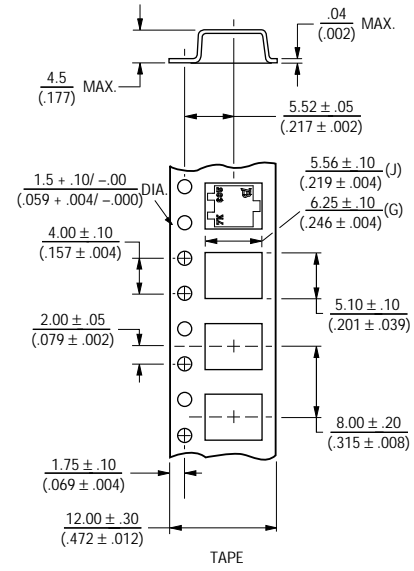 .04 MAX.
(.002)
4.5 MAX.
(.177)
5.52 ± .05
(.217 ± .002)
1.5 + .10/ –.00 DIA.
(.059 + .004/ –.000)
5.56 ± .10 (J)
(.219 ± .004)
6.25 ± .10 (G)
(.246 ± .004)
4.00 ± .10
(.157 ± .004)
5.10 ± .10
(.201 ± .039)
2.00 ± .05
(.079 ± .002)
8.00 ± .20
(.315 ± .008)
1.75 ± .10
(.069 ± .004)
12.00 ± .30
(.472 ± .012)
TAPE